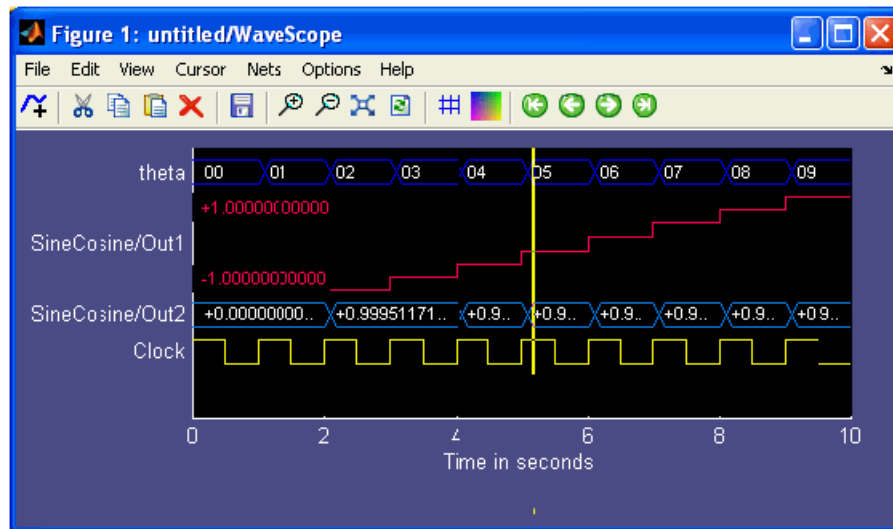 Figure 1: untitled/WaveScope
File Edit View Cursor Nets Options Help
theta 00 01 02 03 04 05 06 07 08 09
+1.00000000000
SineCosine/Out1
-1.00000000000
SineCosine/Out2 +0.00000000.. +0.99951171.. +0.9.. +0.9.. +0.9.. +0.9.. +0.9.. +0 9..
Clock
0 2 4 6 8 10
Time in seconds